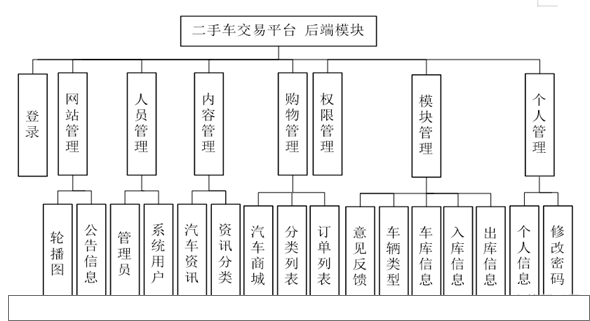 二手车交易平台 后端模块
登录
网站管理
人员管理
内容管理
购物管理
权限管理
模块管理
个人管理
轮播图
公告信息
管理员
系统用户
汽车资讯
资讯分类
汽车商城
分类列表
订单列表
意见反馈
车辆类型
车库信息
入库信息
出库信息
个人信息
修改密码